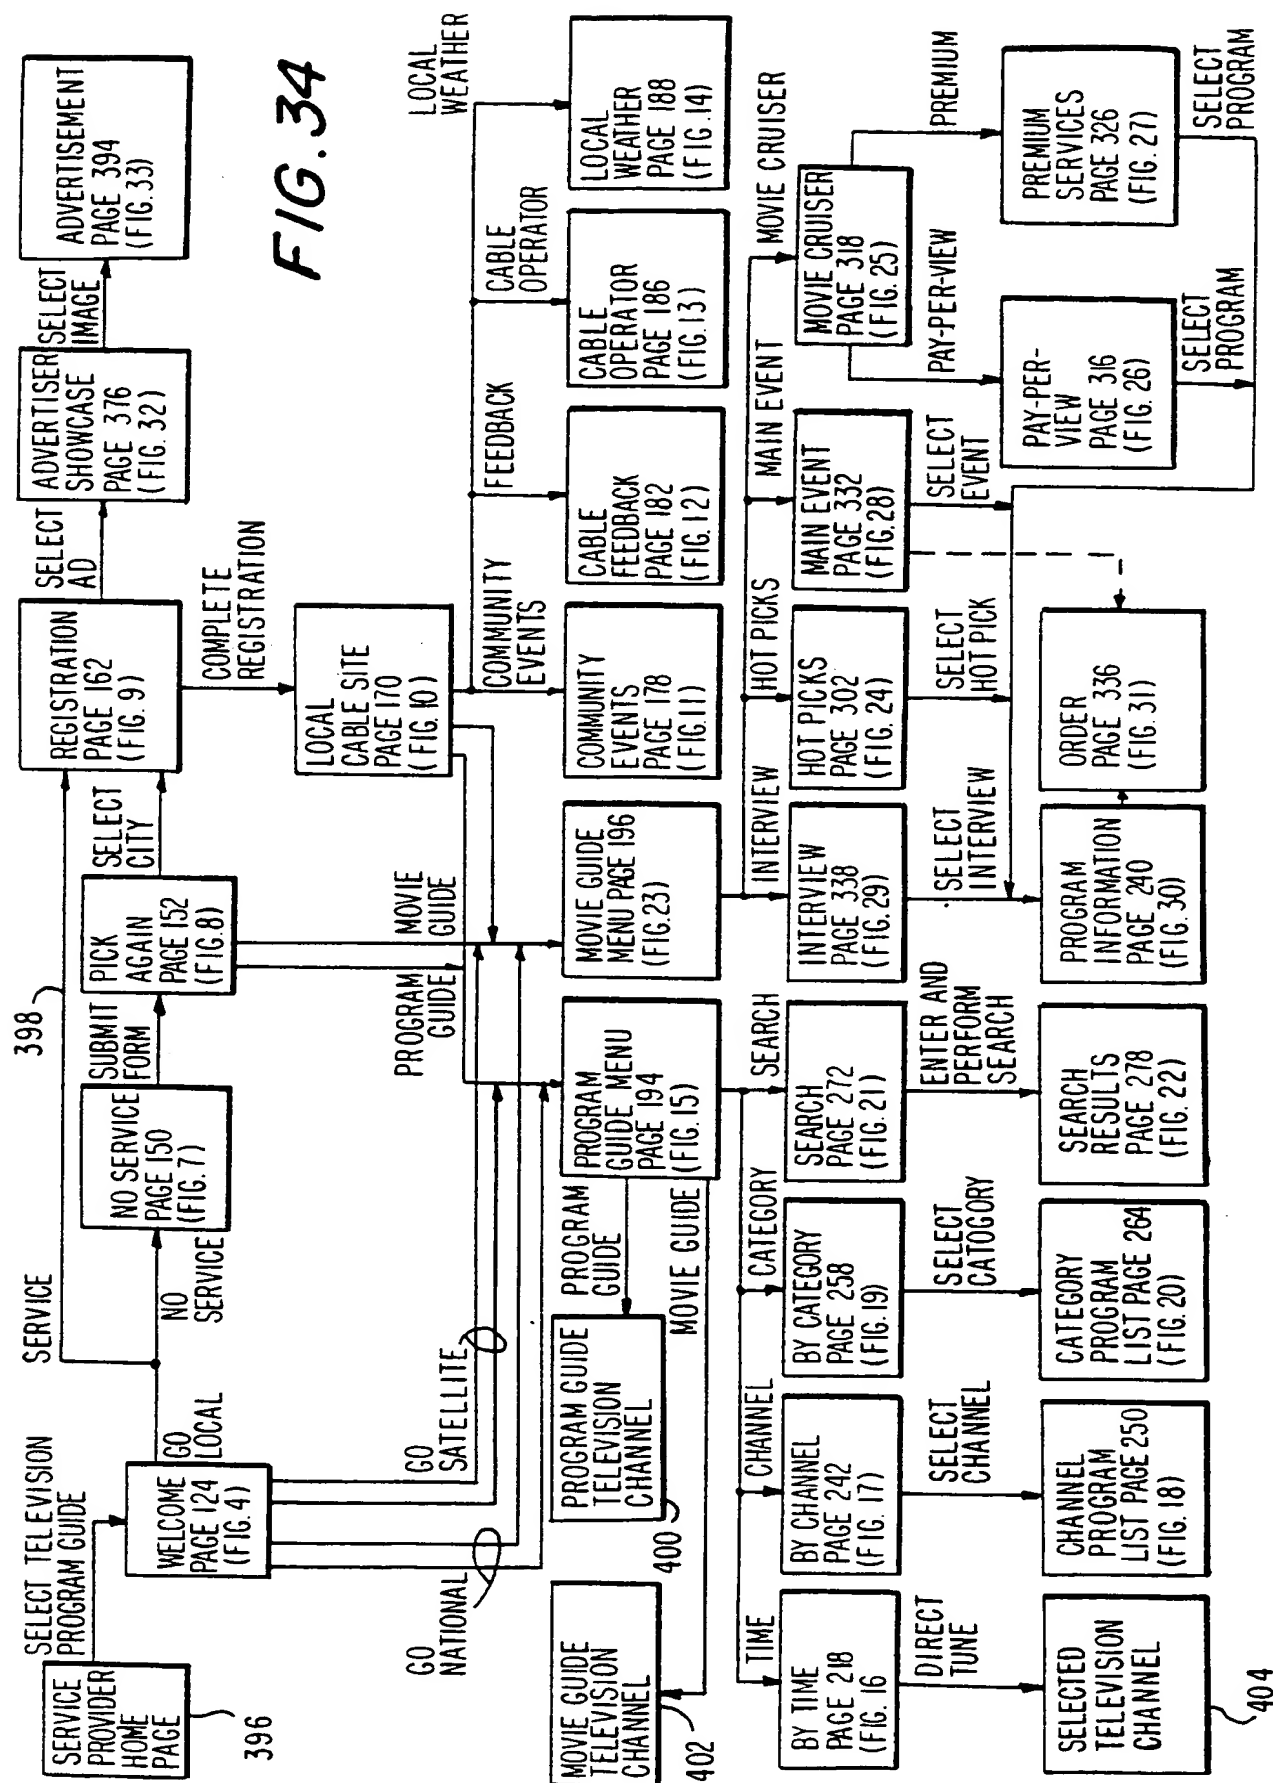 FIG. 34
SELECT TELEVISION
PROGRAM GUIDE
SERVICE
PROVIDER
HOME
PAGE
396
WELCOME
PAGE 124
(FIG. 4)
GO
LOCAL
SERVICE
398
NO
SERVICE
NO SERVICE
PAGE 150
(FIG. 7)
SUBMIT
FORM
PICK
AGAIN
PAGE 152
(FIG. 8)
SELECT
CITY
REGISTRATION
PAGE 162
(FIG. 9)
SELECT
AD
ADVERTISER
SHOWCASE
PAGE 376
(FIG. 32)
SELECT
IMAGE
ADVERTISEMENT
PAGE 394
(FIG. 33)
COMPLETE
REGISTRATION
LOCAL
CABLE SITE
PAGE 170
(FIG. 10)
GO
NATIONAL
GO
SATELLITE
PROGRAM
GUIDE
MOVIE
GUIDE
COMMUNITY
EVENTS
FEEDBACK
CABLE
OPERATOR
LOCAL
WEATHER
MOVIE GUIDE
TELEVISION
CHANNEL
402
PROGRAM GUIDE
TELEVISION
CHANNEL
400
PROGRAM
GUIDE
MOVIE GUIDE
PROGRAM
GUIDE MENU
PAGE 194
(FIG. 15)
MOVIE GUIDE
MENU PAGE 196
(FIG. 23)
COMMUNITY
EVENTS
PAGE 178
(FIG. 11)
CABLE
FEEDBACK
PAGE 182
(FIG. 12)
CABLE
OPERATOR
PAGE 186
(FIG. 13)
LOCAL
WEATHER
PAGE 188
(FIG. 14)
TIME
CHANNEL
CATEGORY
SEARCH
INTERVIEW
HOT PICKS
MAIN EVENT
MOVIE CRUISER
BY TIME
PAGE 218
(FIG. 16
BY CHANNEL
PAGE 242
(FIG. 17)
BY CATEGORY
PAGE 258
(FIG. 19)
SEARCH
PAGE 272
(FIG. 21)
INTERVIEW
PAGE 338
(FIG. 29)
HOT PICKS
PAGE 302
(FIG. 24)
MAIN EVENT
PAGE 332
(FIG. 28)
MOVIE CRUISER
PAGE 318
(FIG. 25)
DIRECT
TUNE
SELECT
CHANNEL
SELECT
CATOGORY
ENTER AND
PERFORM
SEARCH
SELECT
INTERVIEW
SELECT
HOT PICK
SELECT
EVENT
PAY-PER-VIEW
PREMIUM
SELECTED
TELEVISION
CHANNEL
404
CHANNEL
PROGRAM
LIST PAGE 250
(FIG. 18)
CATEGORY
PROGRAM
LIST PAGE 264
(FIG. 20)
SEARCH
RESULTS
PAGE 278
(FIG. 22)
PROGRAM
INFORMATION
PAGE 240
(FIG. 30)
ORDER
PAGE 336
(FIG. 31)
PAY-PER-
VIEW
PAGE 316
(FIG. 26)
PREMIUM
SERVICES
PAGE 326
(FIG. 27)
SELECT
PROGRAM
SELECT
PROGRAM